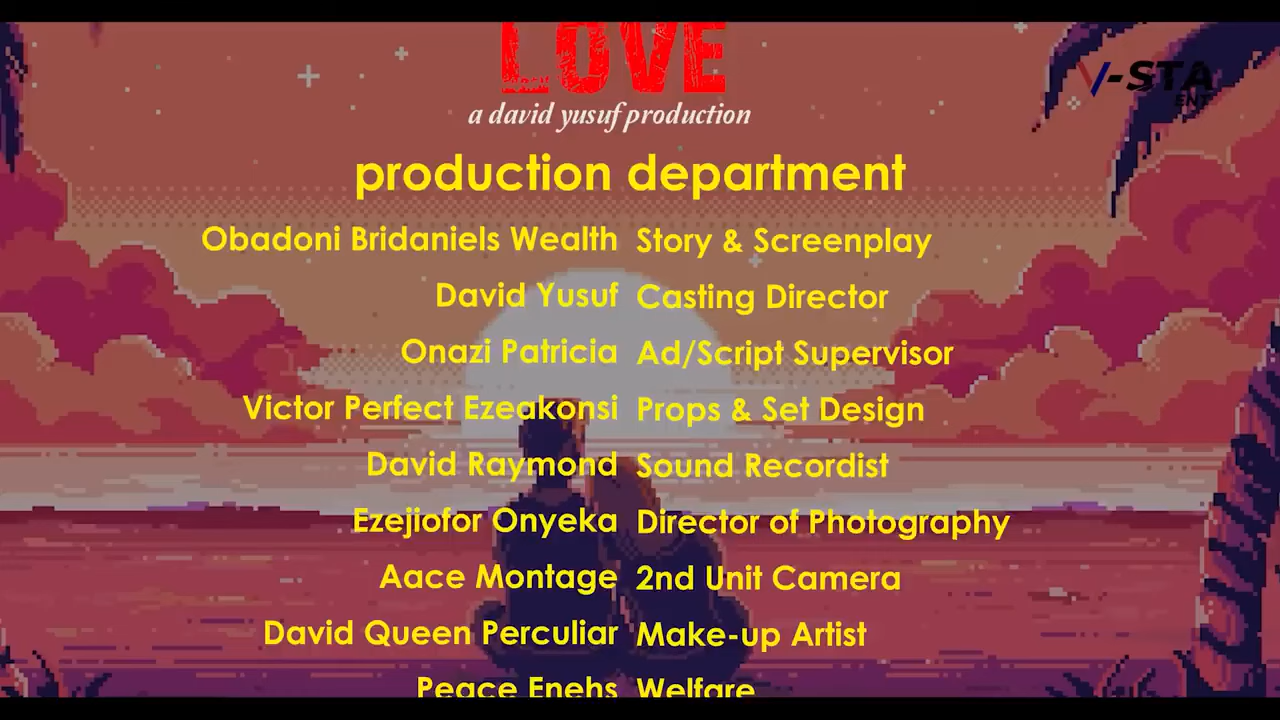 LOVE
a david yusuf production
V-STA
ENT
production department
Obadoni Bridaniels Wealth Story & Screenplay
David Yusuf Casting Director
Onazi Patricia Ad/Script Supervisor
Victor Perfect Ezeakonsi Props & Set Design
David Raymond Sound Recordist
Ezejiofor Onyeka Director of Photography
Aace Montage 2nd Unit Camera
David Queen Perculiar Make-up Artist
Peace Enehs Welfare